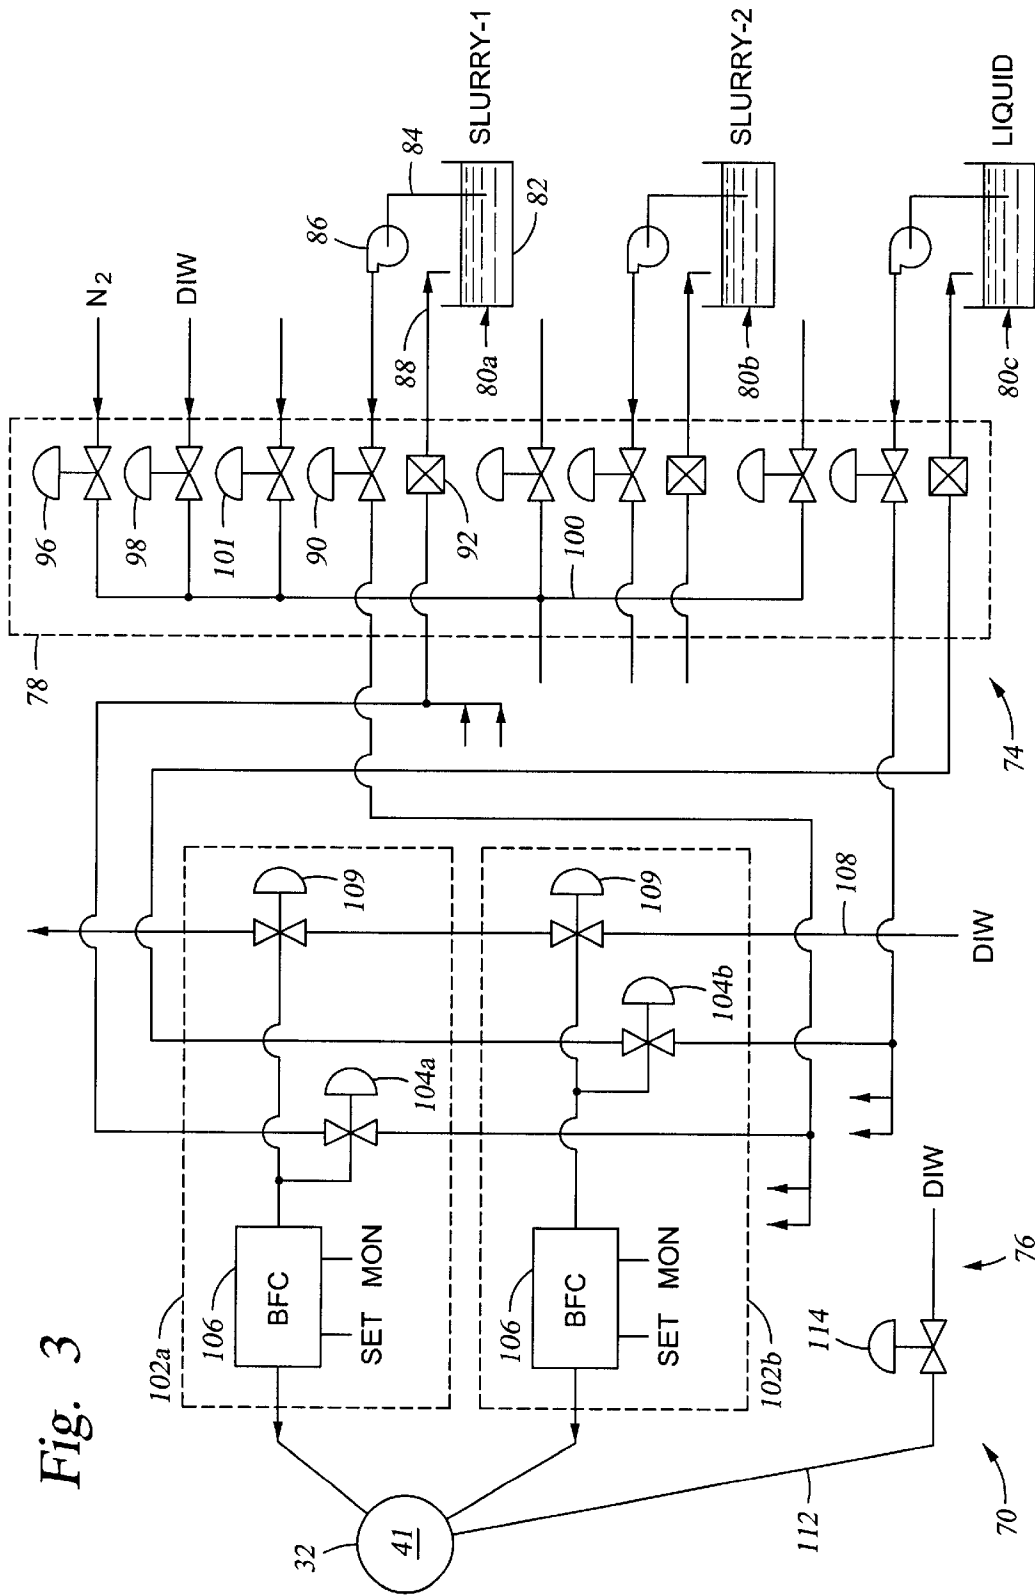 Fig. 3
N2
DIW
SLURRY-1
SLURRY-2
LIQUID
96
98
101
90
92
100
78
86
84
88
82
80a
80b
80c
74
109
109
104a
104b
108
DIW
102a
106
BFC
SET MON
106
BFC
SET MON
102b
32
41
112
114
DIW
76
70